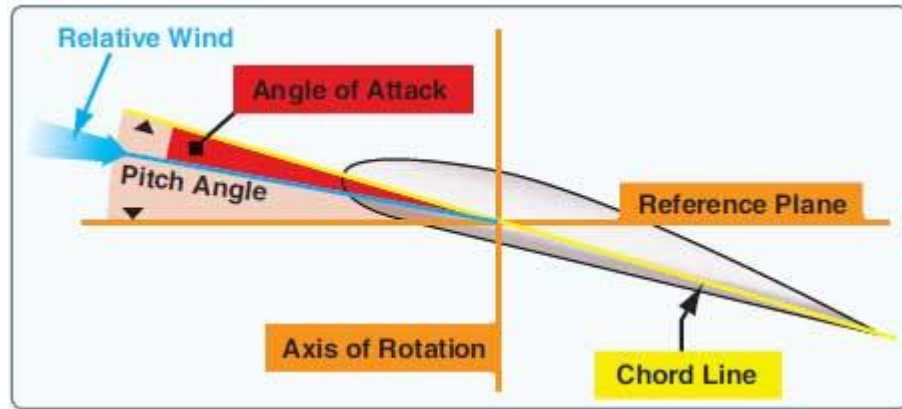 Relative Wind
Angle of Attack
Pitch Angle
Reference Plane
Axis of Rotation
Chord Line